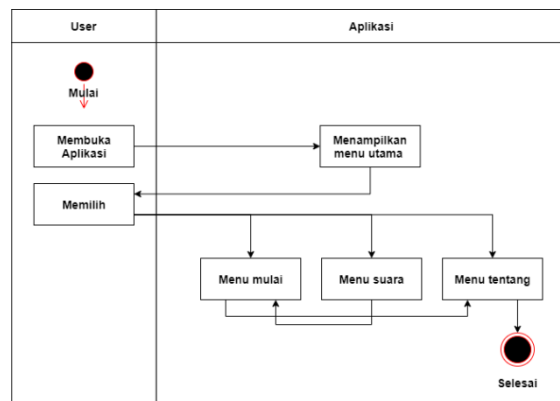 User
Aplikasi
Mulai
Membuka
Aplikasi
Menampilkan
menu utama
Memilih
Menu mulai
Menu suara
Menu tentang
Selesai